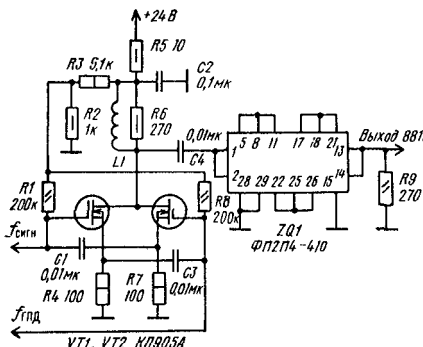 +24В
R5 10
R3 5,1к
C2
0,1мк
R2
1к
R6
270
L1
0,01мк
C4
5 8 11 17 18 21
1 13
2 14
28 29 22 25 26 15
Выход 881
R9
270
ZQ1
ФП2П4-410
R1
200к
R8
200к
fсигн
C1
0,01мк
R4 100
R7
100
C3
0,01мк
fГПД
VT1, VT2 КП905А